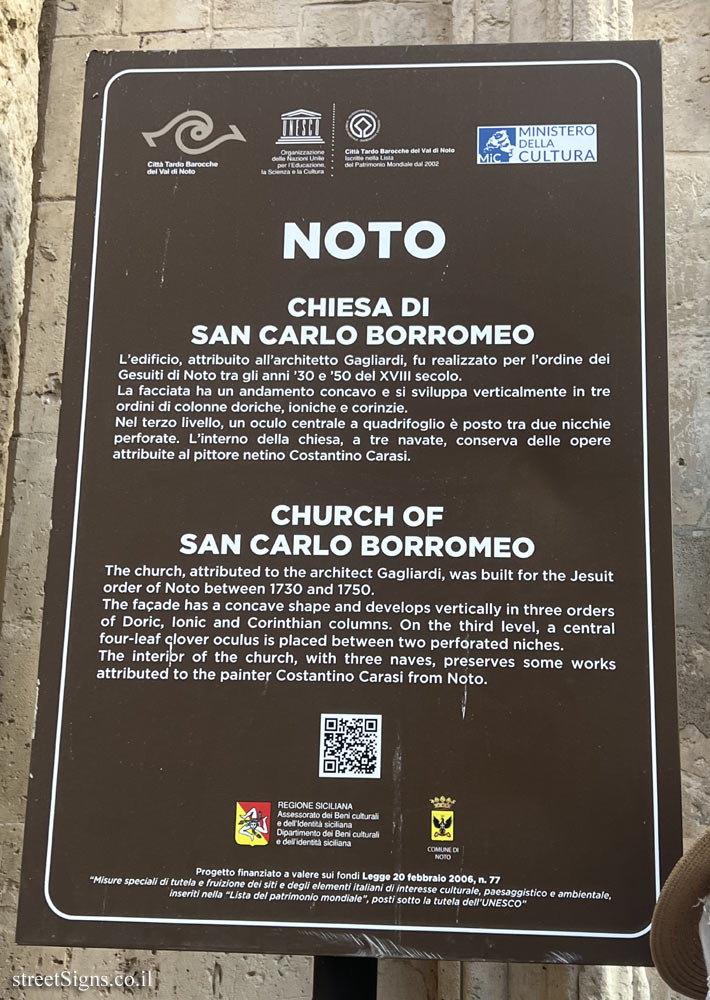 Città Tardo Barocche
del Val di Noto
UNESCO
Organizzazione
delle Nazioni Unite
per l'Educazione,
la Scienza e la Cultura
Città Tardo Barocche del Val di Noto
Iscritte nella Lista
del Patrimonio Mondiale dal 2002
MiC
MINISTERO
DELLA
CULTURA
NOTO
CHIESA DI
SAN CARLO BORROMEO
L'edificio, attribuito all'architetto Gagliardi, fu realizzato per l'ordine dei
Gesuiti di Noto tra gli anni '30 e '50 del XVIII secolo.
La facciata ha un andamento concavo e si sviluppa verticalmente in tre
ordini di colonne doriche, ioniche e corinzie.
Nel terzo livello, un oculo centrale a quadrifoglio è posto tra due nicchie
perforate. L'interno della chiesa, a tre navate, conserva delle opere
attribuite al pittore netino Costantino Carasi.
CHURCH OF
SAN CARLO BORROMEO
The church, attributed to the architect Gagliardi, was built for the Jesuit
order of Noto between 1730 and 1750.
The façade has a concave shape and develops vertically in three orders
of Doric, Ionic and Corinthian columns. On the third level, a central
four-leaf clover oculus is placed between two perforated niches.
The interior of the church, with three naves, preserves some works
attributed to the painter Costantino Carasi from Noto.
REGIONE SICILIANA
Assessorato dei Beni culturali
e dell'Identità siciliana
Dipartimento dei Beni culturali
e dell'identità siciliana
COMUNE DI
NOTO
Progetto finanziato a valere sui fondi Legge 20 febbraio 2006, n. 77
"Misure speciali di tutela e fruizione dei siti e degli elementi italiani di interesse culturale, paesaggistico e ambientale,
inseriti nella "Lista del patrimonio mondiale", posti sotto la tutela dell'UNESCO"
streetSigns.co.il